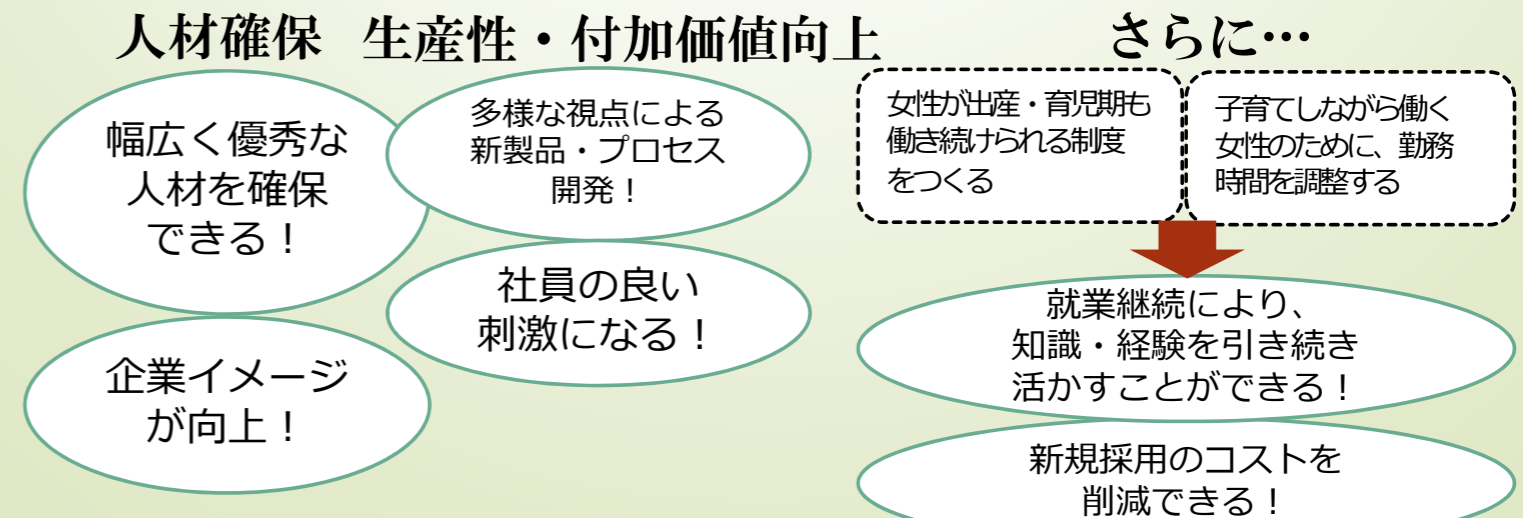 人材確保
幅広く優秀な
人材を確保
できる！
企業イメージ
が向上！
生産性・付加価値向上
多様な視点による
新製品・プロセス
開発！
社員の良い
刺激になる！
さらに…
女性が出産・育児期も
働き続けられる制度
をつくる
子育てしながら働く
女性のために、勤務
時間を調整する
就業継続により、
知識・経験を引き続き
活かすことができる！
新規採用のコストを
削減できる！